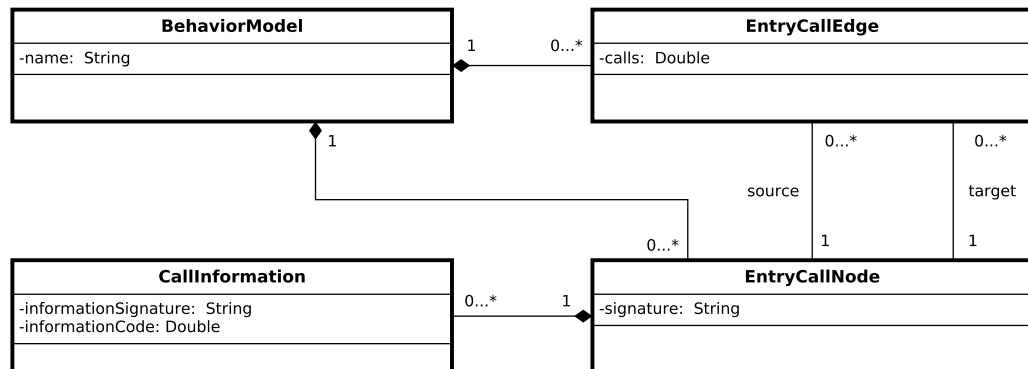 BehaviorModel
-name:  String
1
0...*
EntryCallEdge
-calls:  Double
1
0...*
0...*
source
target
0...*
1
1
CallInformation
-informationSignature:  String
-informationCode: Double
0...*
1
EntryCallNode
-signature:  String